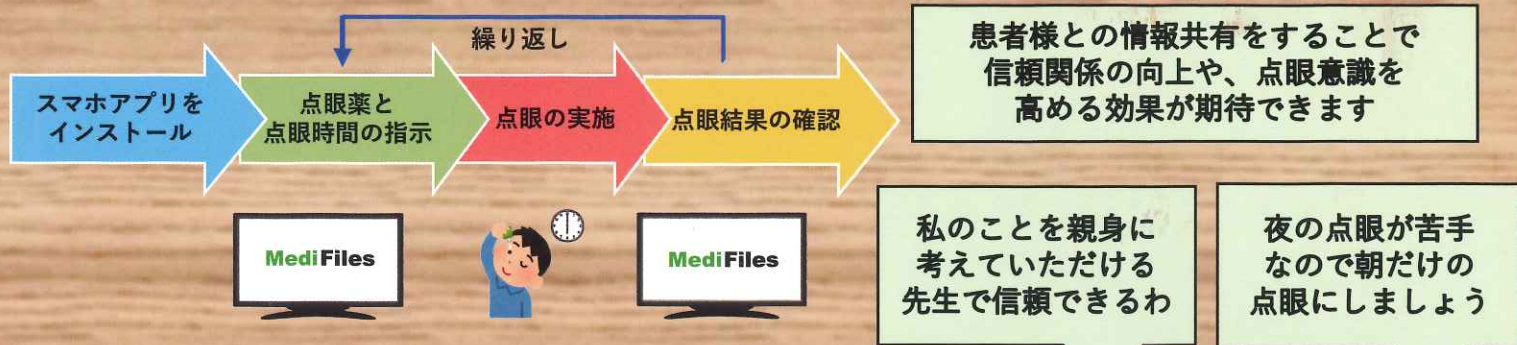 繰り返し
スマホアプリを
インストール
点眼薬と
点眼時間の指示
点眼の実施
点眼結果の確認
MediFiles
MediFiles
患者様との情報共有をすることで
信頼関係の向上や、点眼意識を
高める効果が期待できます
私のことを親身に
考えていただける
先生で信頼できるわ
夜の点眼が苦手
なので朝だけの
点眼にしましょう